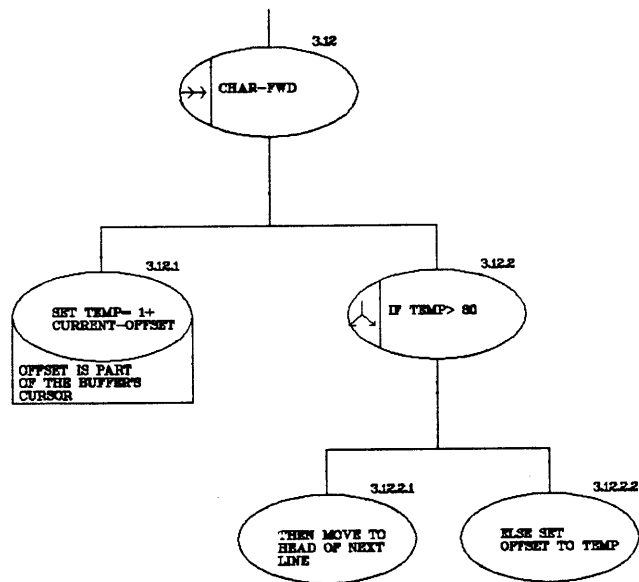 3.12
CHAR-FWD
3.12.1
SET TEMP= 1+
CURRENT-OFFSET
OFFSET IS PART
OF THE BUFFER'S
CURSOR
3.12.2
IF TEMP> 80
3.12.2.1
THEN MOVE TO
HEAD OF NEXT
LINE
3.12.2.2
ELSE SET
OFFSET TO TEMP